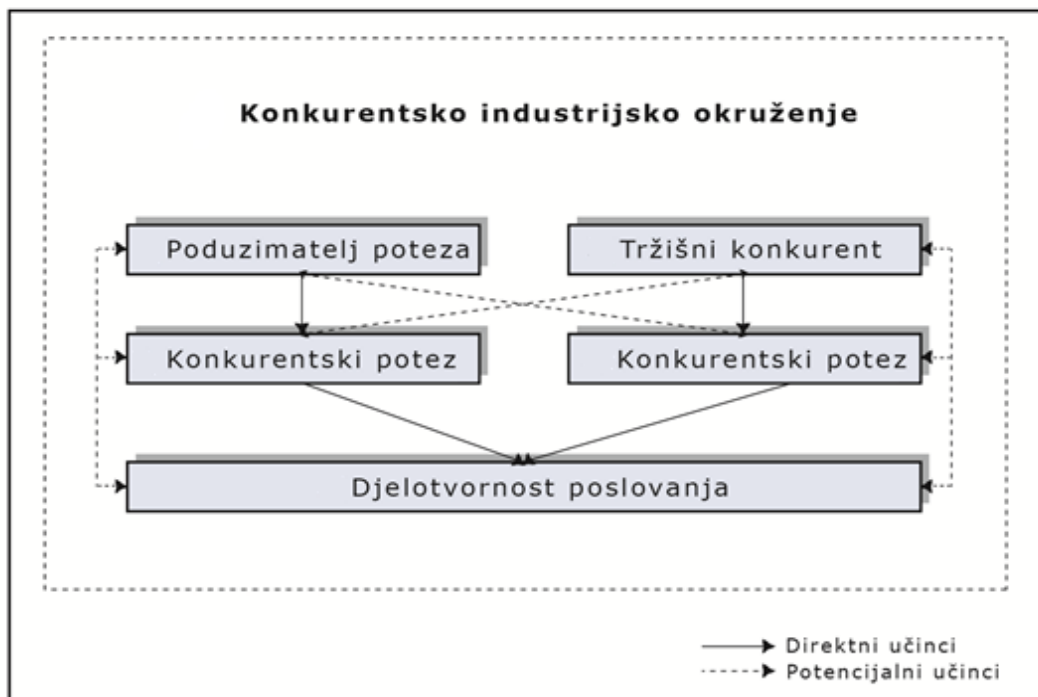 Konkurentsko industrijsko okruženje
Poduzimatelj poteza
Tržišni konkurent
Konkurentski potez
Konkurentski potez
Djelotvornost poslovanja
Direktni učinci
Potencijalni učinci